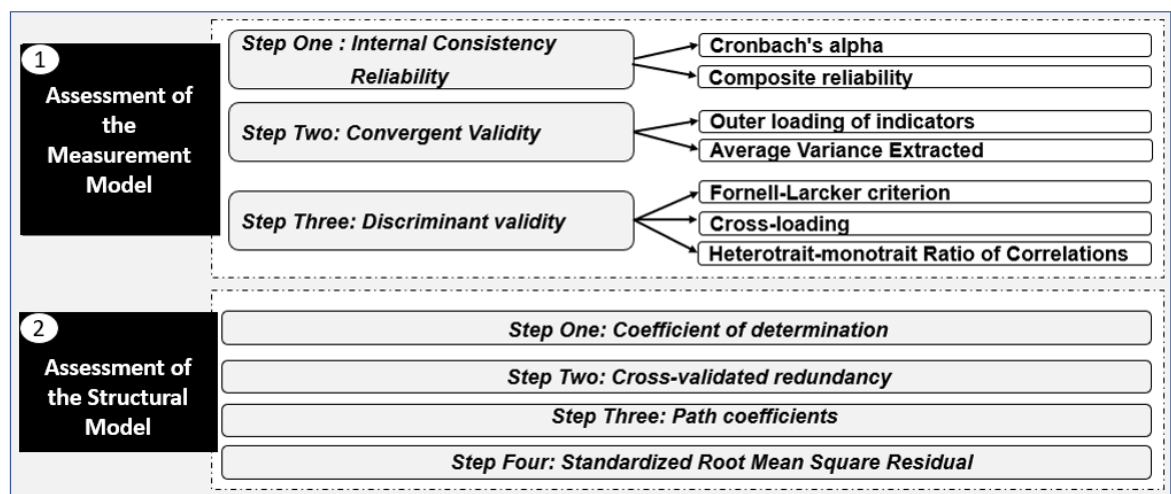 1
Assessment of
the
Measurement
Model
Step One : Internal Consistency
Reliability
Cronbach's alpha
Composite reliability
Step Two: Convergent Validity
Outer loading of indicators
Average Variance Extracted
Step Three: Discriminant validity
Fornell-Larcker criterion
Cross-loading
Heterotrait-monotrait Ratio of Correlations
2
Assessment of
the Structural
Model
Step One: Coefficient of determination
Step Two: Cross-validated redundancy
Step Three: Path coefficients
Step Four: Standardized Root Mean Square Residual